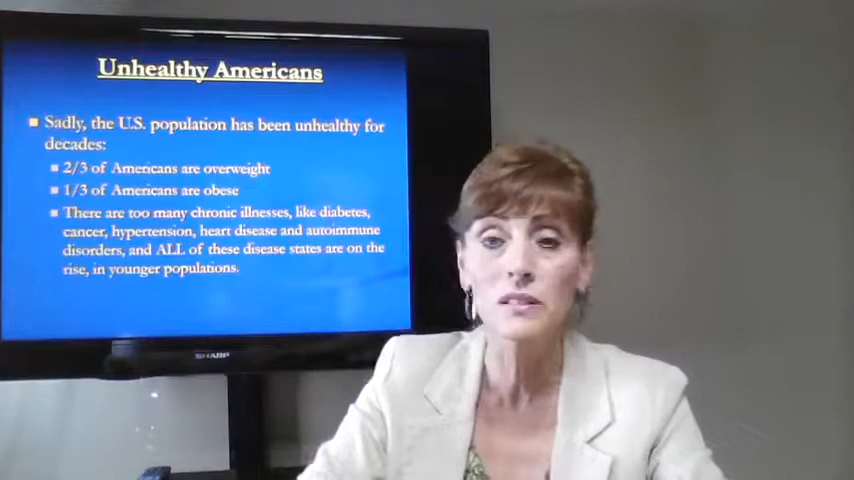 Unhealthy Americans
Sadly, the U.S. population has been unhealthy for
decades:
2/3 of Americans are overweight
1/3 of Americans are obese
There are too many chronic illnesses, like diabetes,
cancer, hypertension, heart disease and autoimmune
disorders, and ALL of these disease states are on the
rise, in younger populations.
SHARP